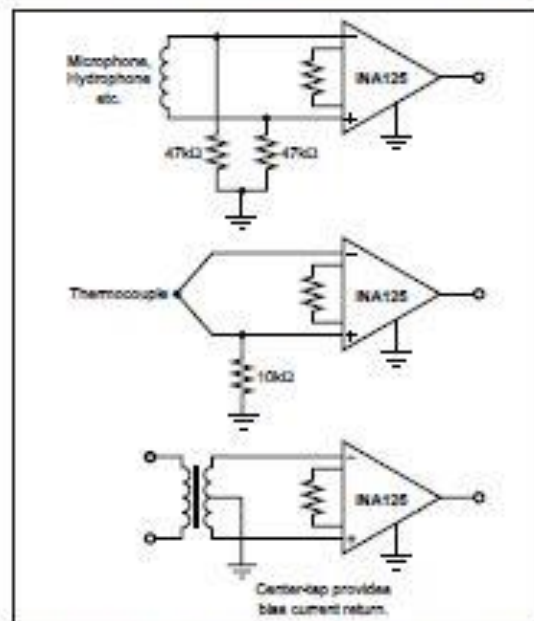 Microphone,
Hydrophone
etc.
INA125
47kΩ
47kΩ
Thermocouple
INA125
10kΩ
INA125
Center-tap provides
bias current return.